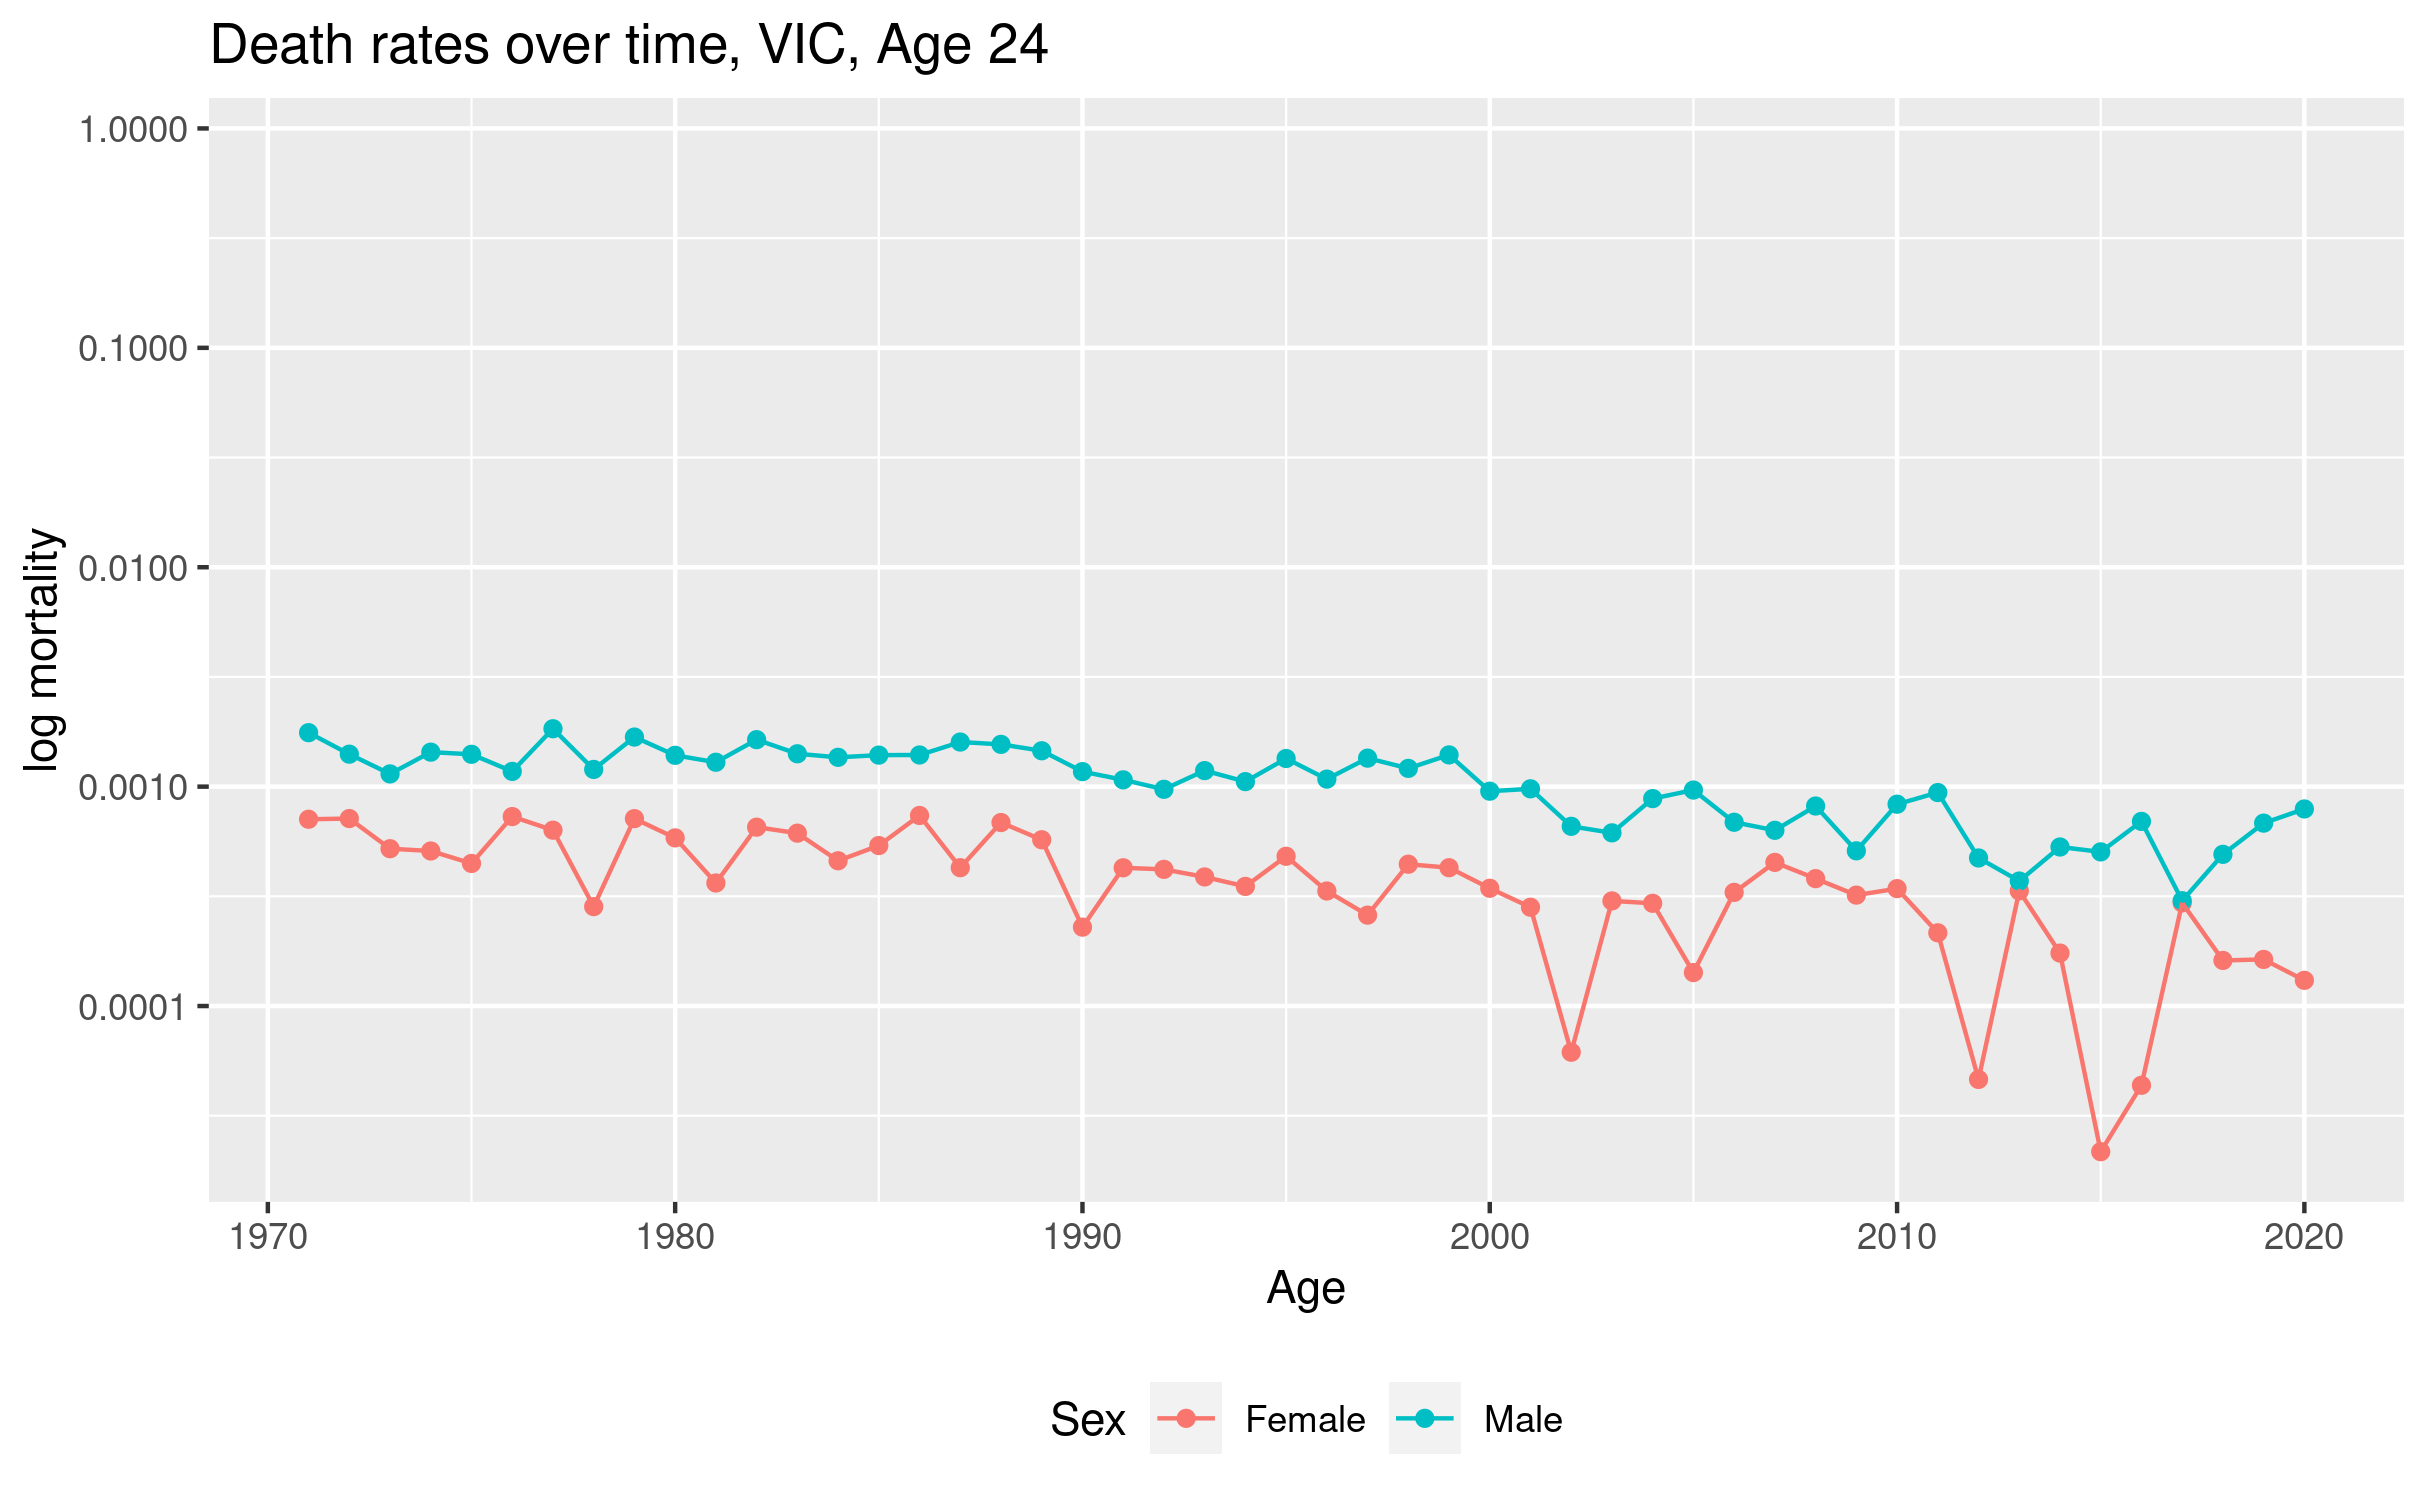 Death rates over time, VIC, Age 24
1.0000
0.1000
0.0100
0.0010
0.0001
log mortality
1970 1980 1990 2000 2010 2020
Age
Sex Female Male